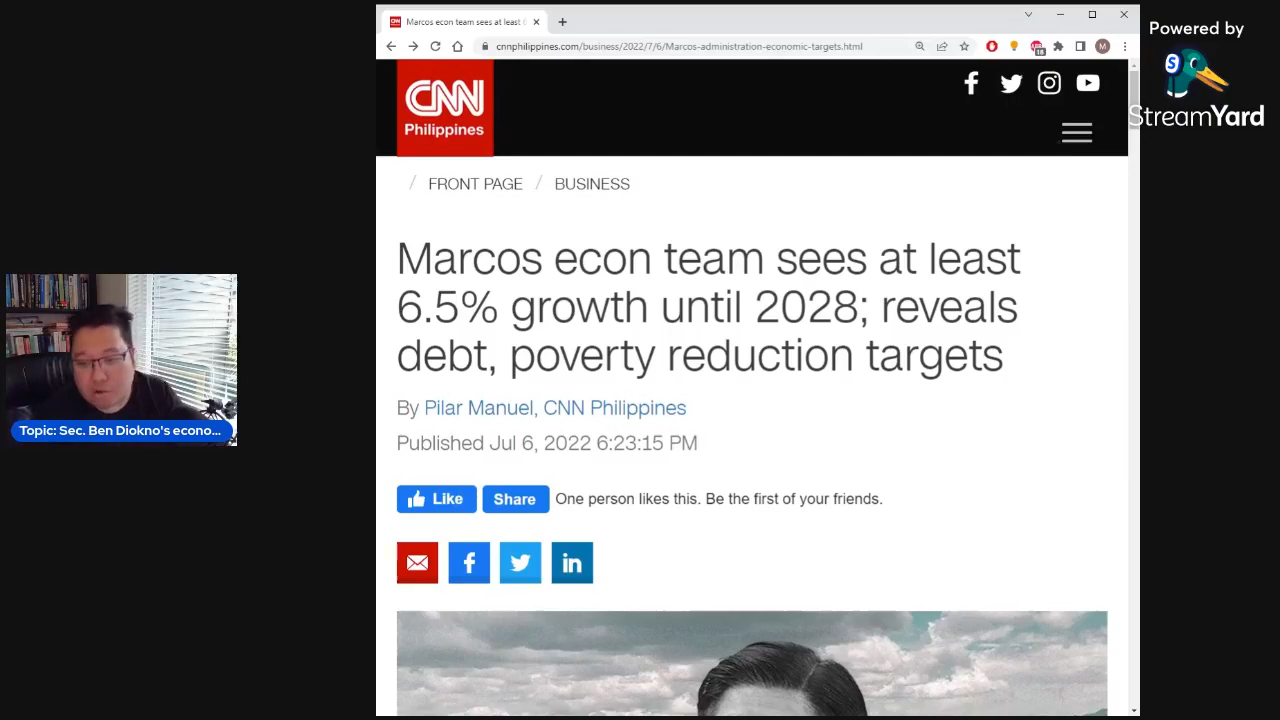 Marcos econ team sees at least 6
cnnphilippines.com/business/2022/7/6/Marcos-administration-economic-targets.html
18
M
Powered by
S
StreamYard
CNN
Philippines
/ FRONT PAGE / BUSINESS
Marcos econ team sees at least
6.5% growth until 2028; reveals
debt, poverty reduction targets
By Pilar Manuel, CNN Philippines
Published Jul 6, 2022 6:23:15 PM
Like Share One person likes this. Be the first of your friends.
Topic: Sec. Ben Diokno's econo...